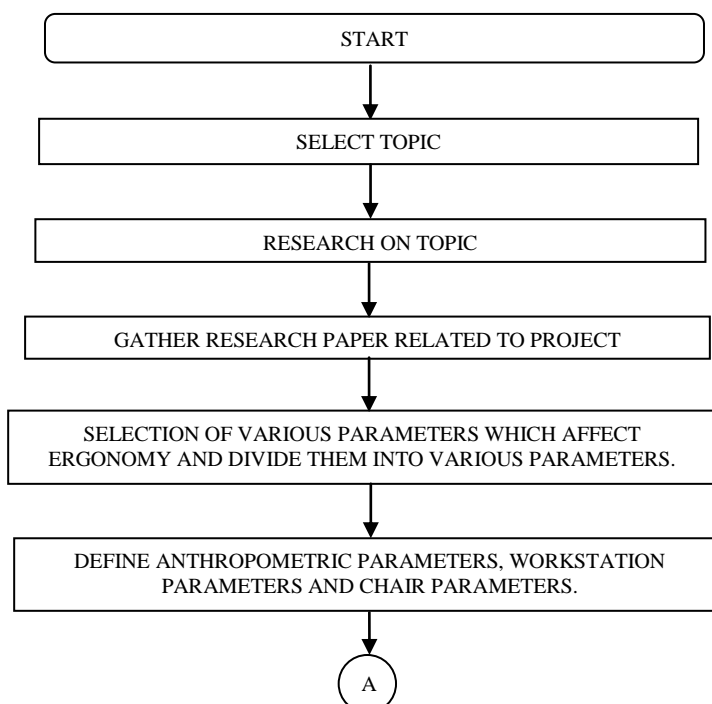 START
SELECT TOPIC
RESEARCH ON TOPIC
GATHER RESEARCH PAPER RELATED TO PROJECT
SELECTION OF VARIOUS PARAMETERS WHICH AFFECT
ERGONOMY AND DIVIDE THEM INTO VARIOUS PARAMETERS.
DEFINE ANTHROPOMETRIC PARAMETERS, WORKSTATION
PARAMETERS AND CHAIR PARAMETERS.
A